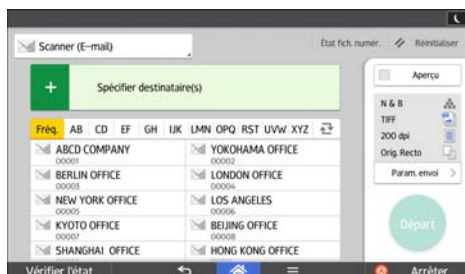 Scanner (E-mail)
État fich. numér.
Réinitialiser
Spécifier destinataire(s)
Aperçu
Fréq. AB CD EF GH IJK LMN OPQ RST UVW XYZ
ABCD COMPANY
00001
YOKOHAMA OFFICE
00002
BERLIN OFFICE
00003
LONDON OFFICE
00004
NEW YORK OFFICE
00005
LOS ANGELES
00006
KYOTO OFFICE
00007
BEIJING OFFICE
00008
SHANGHAI OFFICE
HONG KONG OFFICE
N & B
TIFF
200 dpi
Orig. Recto
Param. envoi
Départ
Vérifier l'état
Arrêter